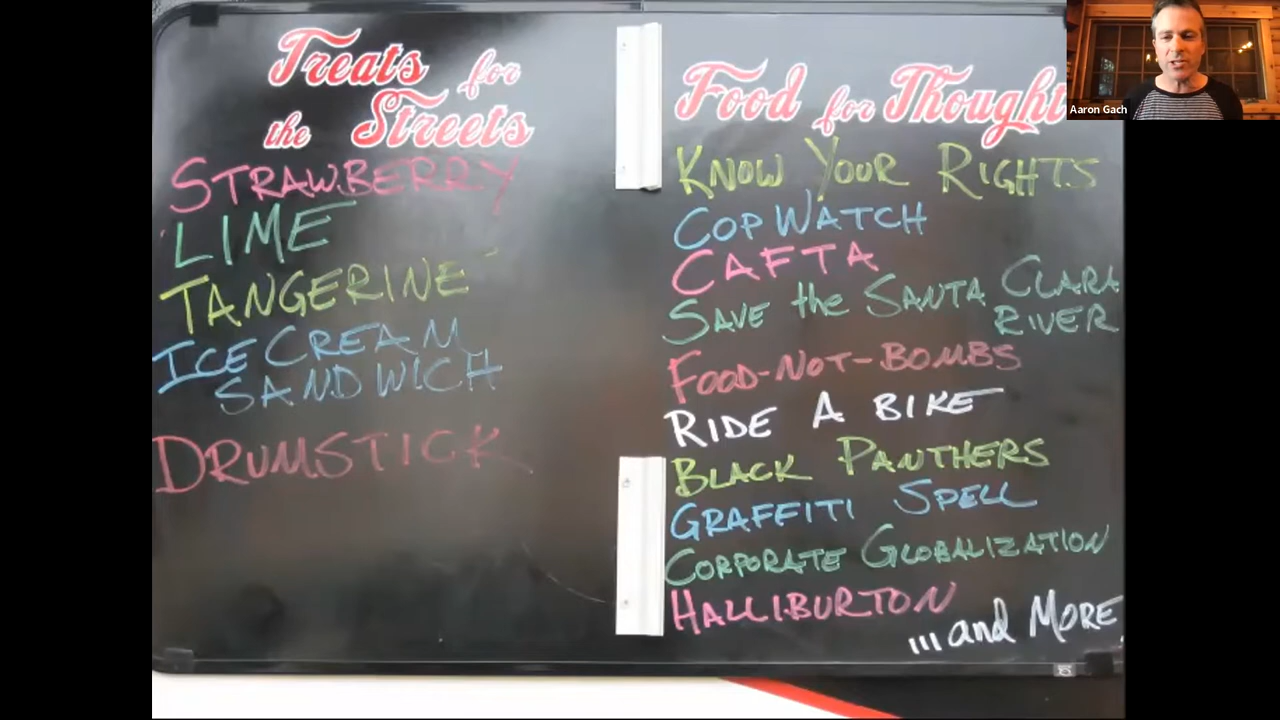 Treats for
the Streets
STRAWBERRY
LIME
TANGERINE
ICE CREAM
SANDWICH
DRUMSTICK
Food for Thought
KNOW YOUR RIGHTS
COPWATCH
CAFTA
SAVE the SANTA CLARA
RIVER
FOOD-NOT-BOMBS
RIDE A BIKE
BLACK PANTHERS
GRAFFITI SPELL
CORPORATE GLOBALIZATION
HALLIBURTON
...and MORE
Aaron Gach